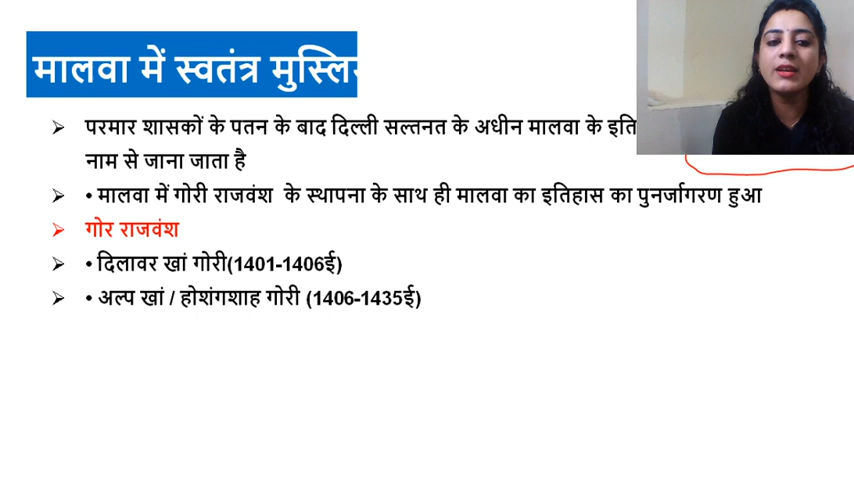 मालवा में स्वतंत्र
➢ परमार शासकों के पतन के बाद दिल्ली सल्तनत के अधीन मालवा के
नाम से जाना जाता है
➢ • मालवा में गोरी राजवंश के स्थापना के साथ ही मालवा का इतिहास का पुनर्जागरण हुआ
➢ गोर राजवंश
➢ • दिलावर खां गोरी(1401-1406ई)
➢ • अल्प खां / होशंगशाह गोरी (1406-1435ई)